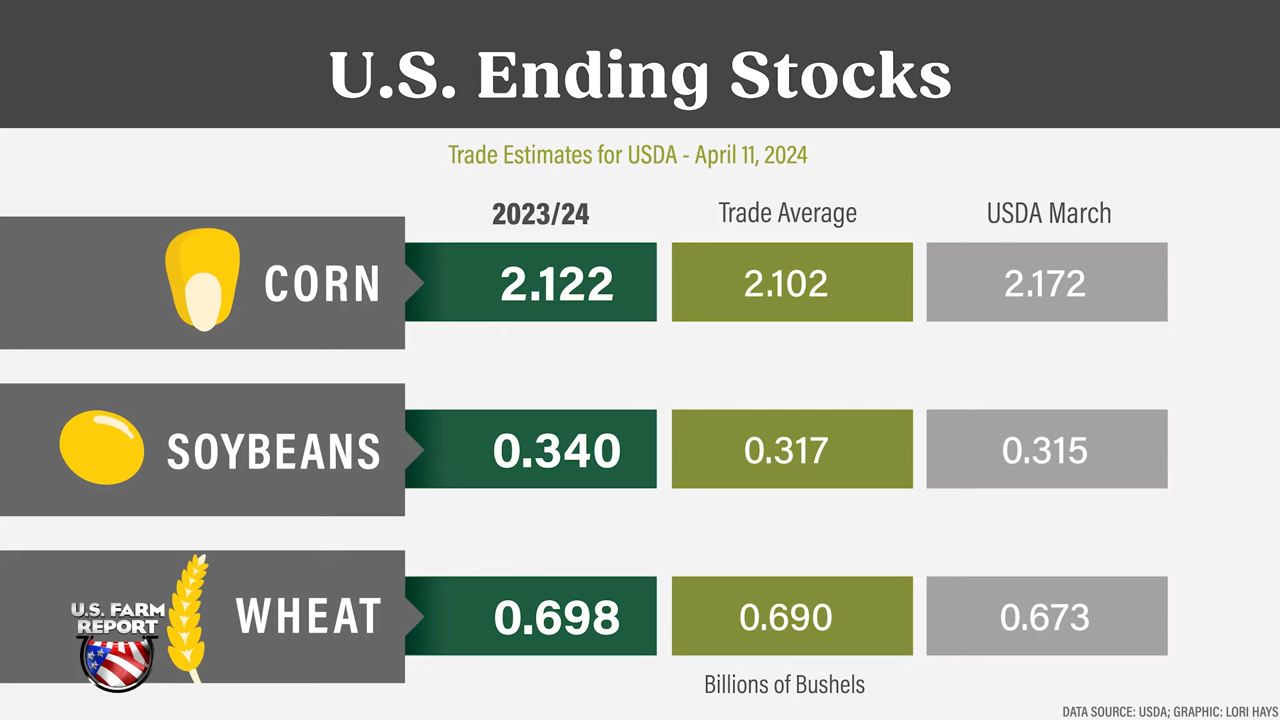 U.S. Ending Stocks
Trade Estimates for USDA - April 11, 2024
2023/24 Trade Average USDA March
CORN 2.122 2.102 2.172
SOYBEANS 0.340 0.317 0.315
WHEAT 0.698 0.690 0.673
U.S. FARM
REPORT
Billions of Bushels
DATA SOURCE: USDA; GRAPHIC: LORI HAYS